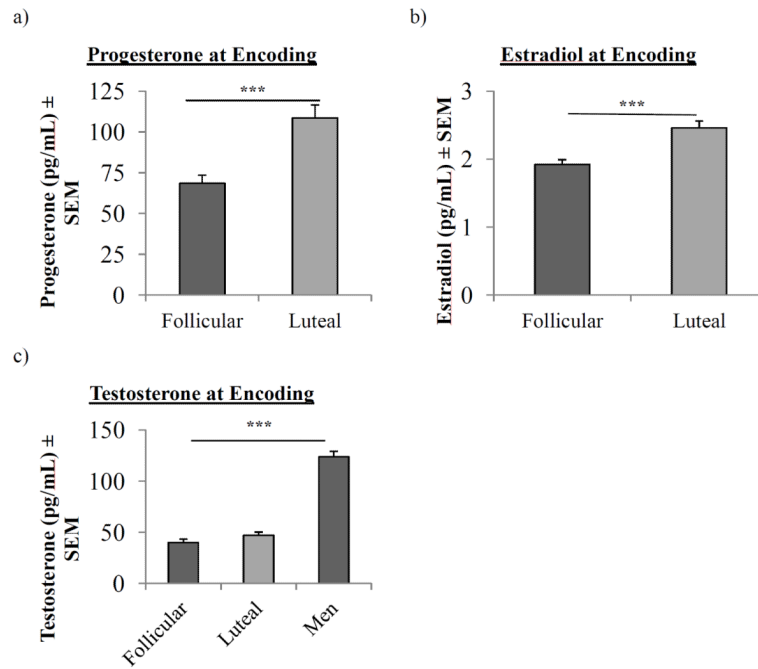 a)
Progesterone at Encoding
Progesterone (pg/mL) ±
SEM
125
100
75
50
25
0
***
Follicular
Luteal
b)
Estradiol at Encoding
Estradiol (pg/mL) ± SEM
3
2
1
0
***
Follicular
Luteal
c)
Testosterone at Encoding
Testosterone (pg/mL) ±
SEM
150
100
50
0
***
Follicular
Luteal
Men